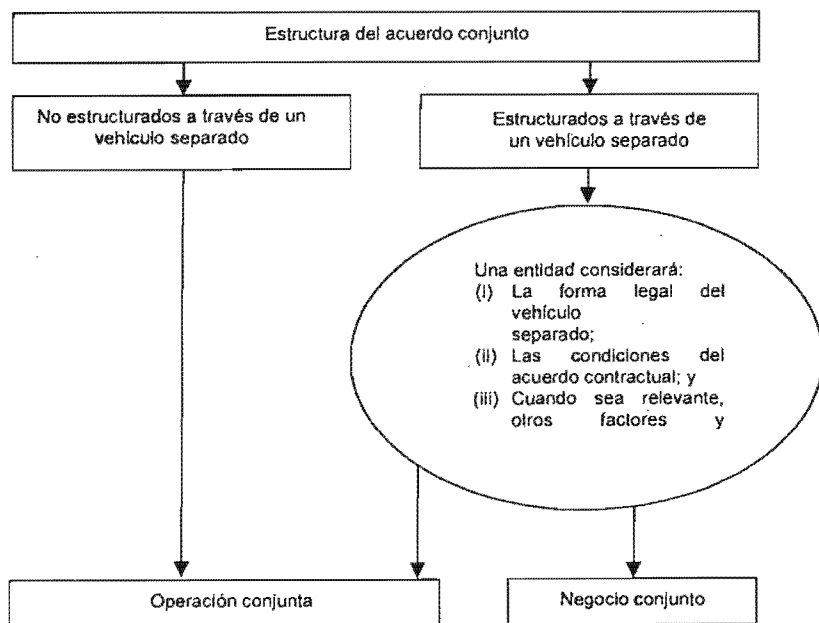 Estructura del acuerdo conjunto
No estructurados a través de un
vehículo separado
Estructurados a través de
un vehículo separado
Una entidad considerará:
(i) La forma legal del
vehículo
separado;
(ii) Las condiciones del
acuerdo contractual; y
(iii) Cuando sea relevante,
otros factores y
Operación conjunta
Negocio conjunto